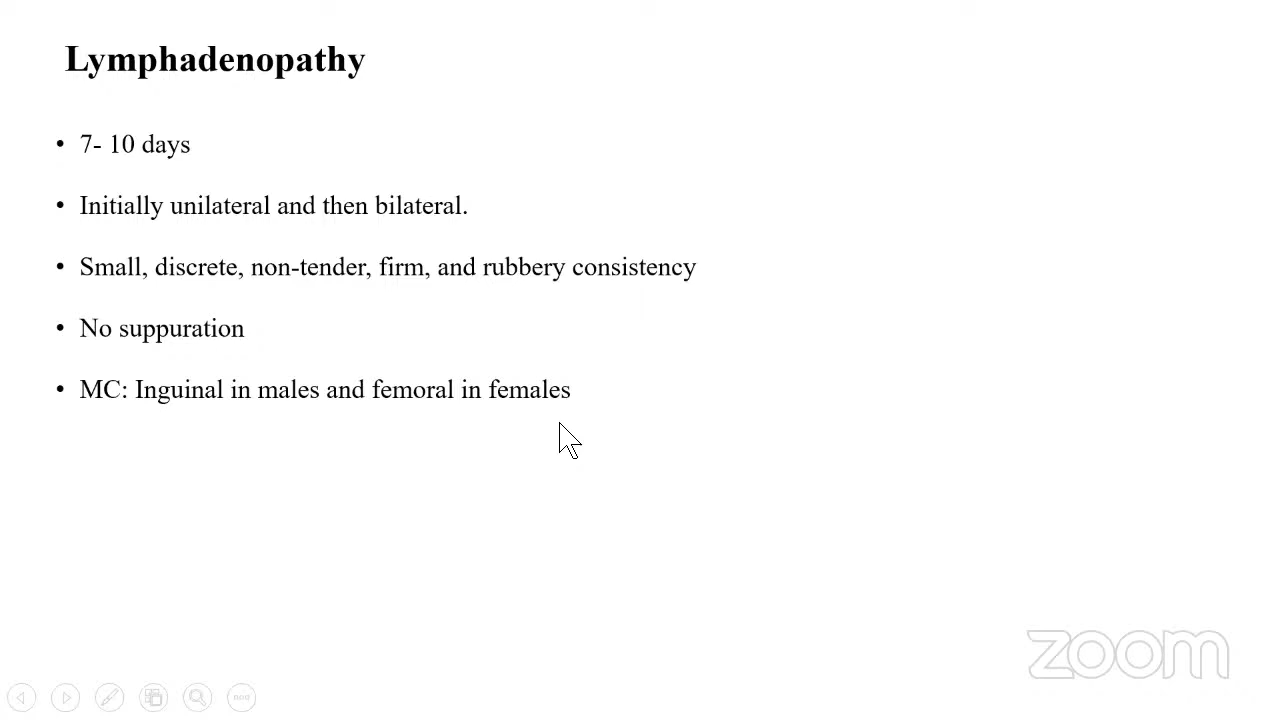 Lymphadenopathy
• 7- 10 days
• Initially unilateral and then bilateral.
• Small, discrete, non-tender, firm, and rubbery consistency
• No suppuration
• MC: Inguinal in males and femoral in females
zoom